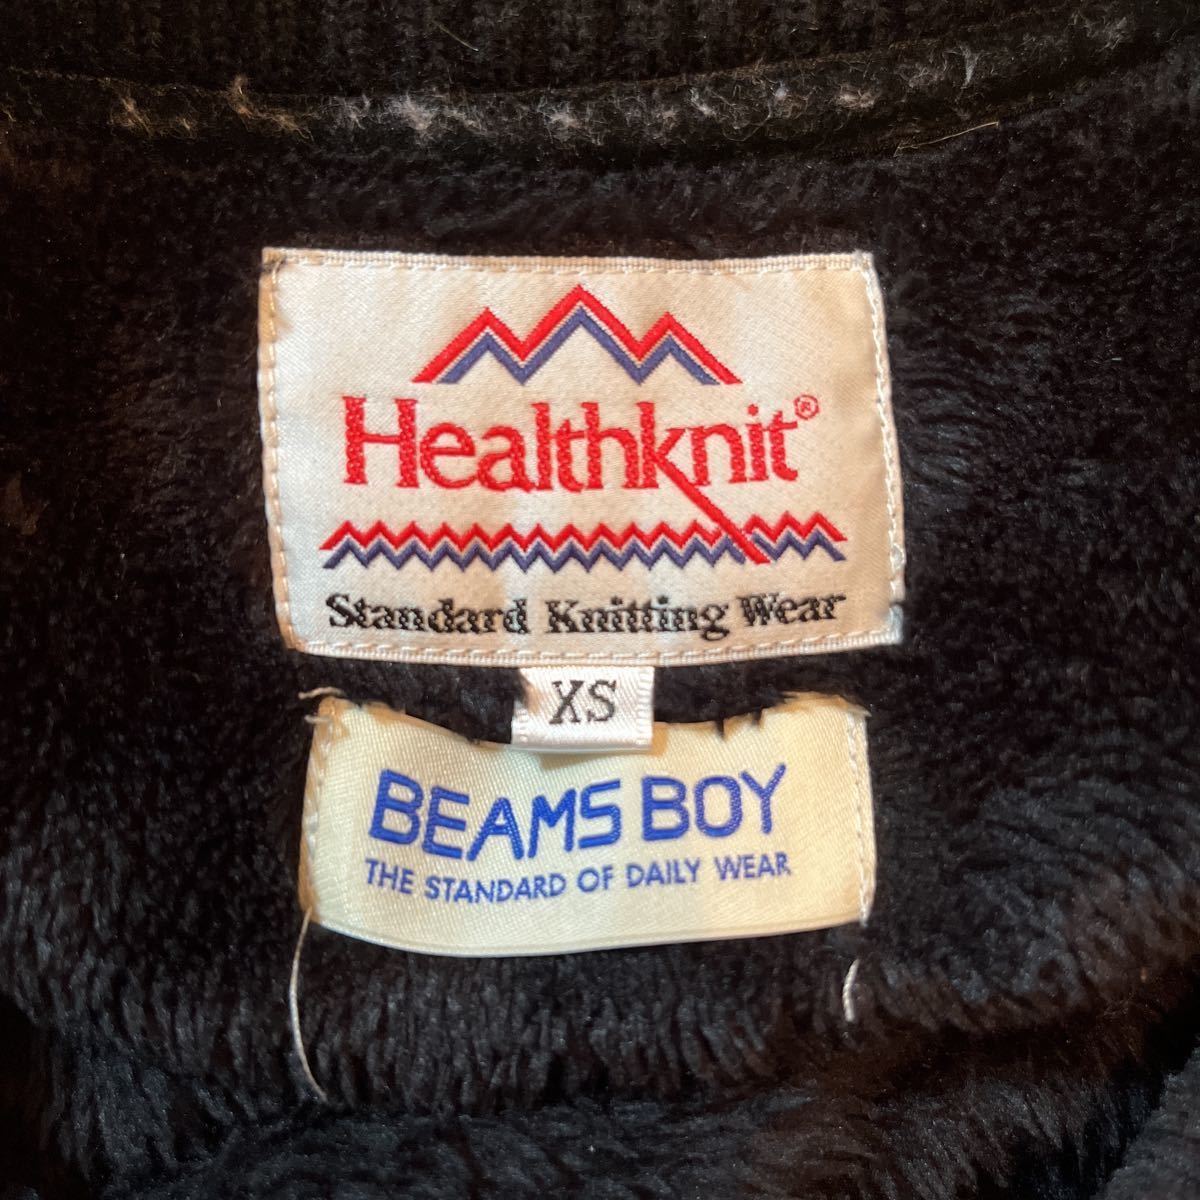 Healthknit®
Standard Knitting Wear
XS
BEAMS BOY
THE STANDARD OF DAILY WEAR